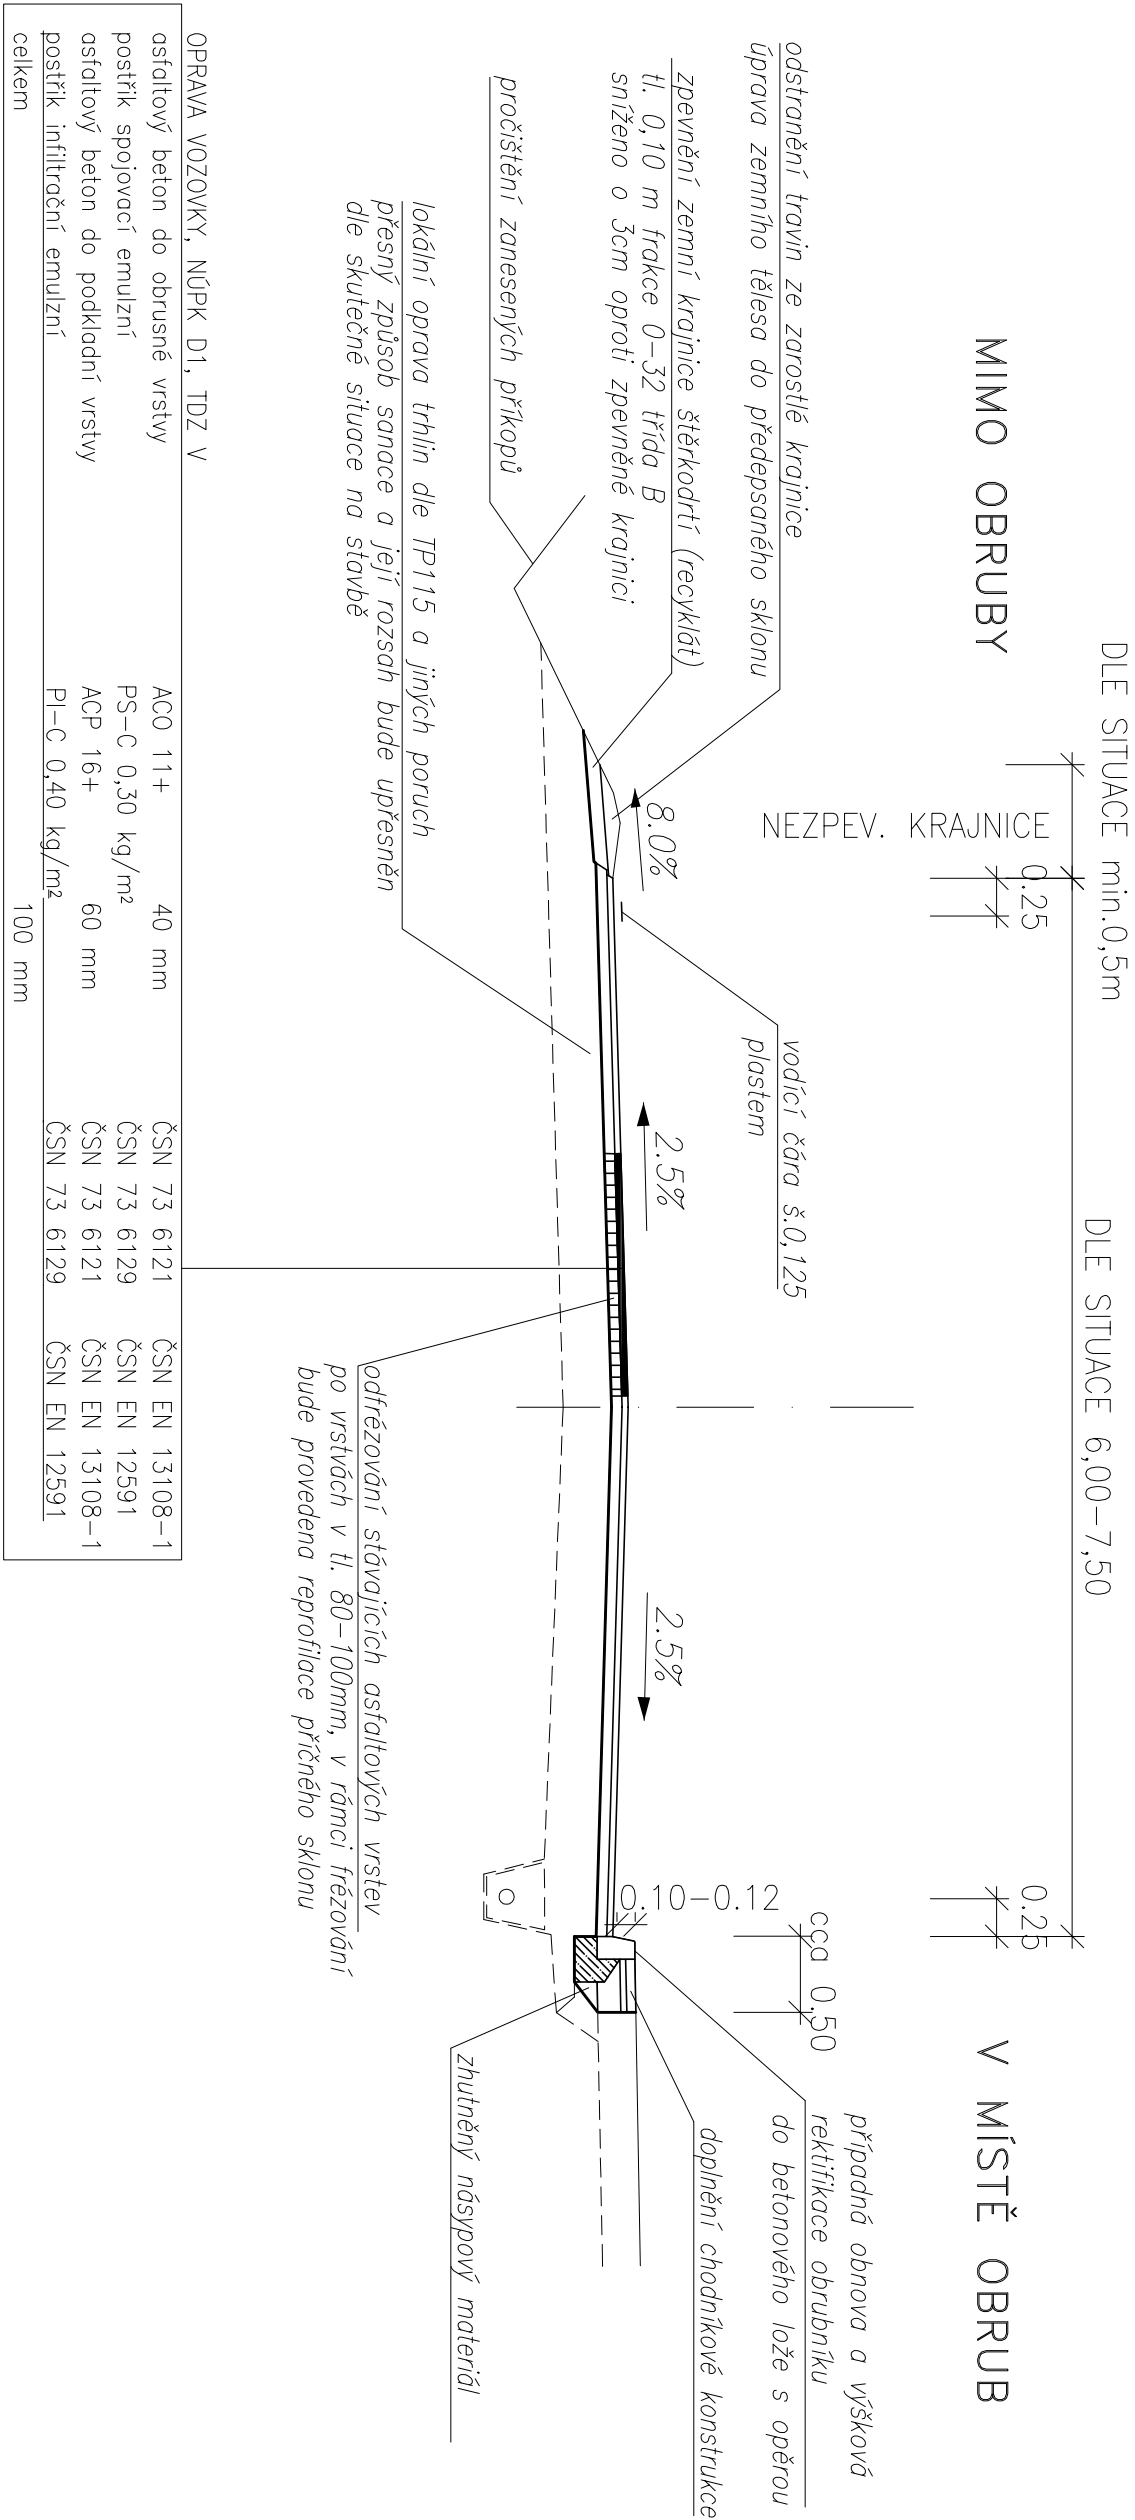 DLE SITUACE min.0,5m
DLE SITUACE 6,00-7,50
0.25
0.25
NEZPEV. KRAJNICE
MIMO OBRUBY
V MÍSTĚ OBRUB
odstranění travin ze zarostlé krajnice
úprava zemního tělesa do předepsaného sklonu
zpevnění zemní krajnice štěrkodrtí (recyklát)
tl. 0,10 m frakce 0-32 třída B
sníženo o 3cm oproti zpevněné krajnici
pročištění zanesených příkopů
lokální oprava trhlin dle TP115 a jiných poruch
přesný způsob sanace a její rozsah bude upřesněn
dle skutečné situace na stavbě
8.0%
vodící čára š.0,125
plastem
2.5%
2.5%
odfrézování stávajících asfaltových vrstev
po vrstvách v tl. 80-100mm, v rámci frézování
bude provedena reprofilace příčného sklonu
0.10-0.12
cca 0,50
případná obnova a výšková
rektifikace obrubníku
do betonového lože s opěrou
doplnění chodníkové konstrukce
zhutněný násypový materiál
OPRAVA VOZOVKY, NÚPK D1, TDZ V
asfaltový beton do obrusné vrstvy ACO 11+ 40 mm ČSN 73 6121 ČSN EN 13108-1
postřik spojovací emulzní PS-C 0,30 kg/m² ČSN 73 6129 ČSN EN 12591
asfaltový beton do podkladní vrstvy ACP 16+ 60 mm ČSN 73 6121 ČSN EN 13108-1
postřik infiltrační emulzní PI-C 0,40 kg/m² ČSN 73 6129 ČSN EN 12591
celkem 100 mm